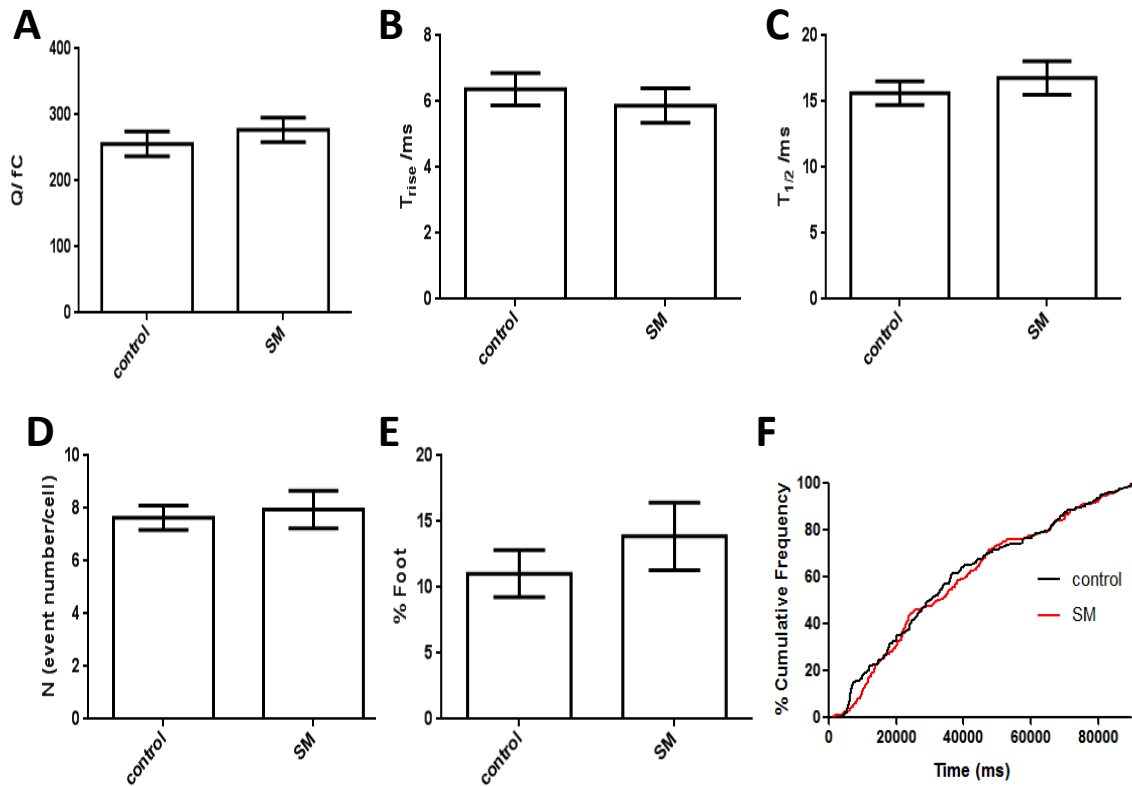 A
Q/ fC
400
300
200
100
0
control
SM
B
Trise /ms
8
6
4
2
0
control
SM
C
T1/2 /ms
20
15
10
5
0
control
SM
D
N (event number/cell)
10
8
6
4
2
0
control
SM
E
% Foot
20
15
10
5
0
control
SM
F
% Cumulative Frequency
100
80
60
40
20
0
control
SM
0 20000 40000 60000 80000
Time (ms)